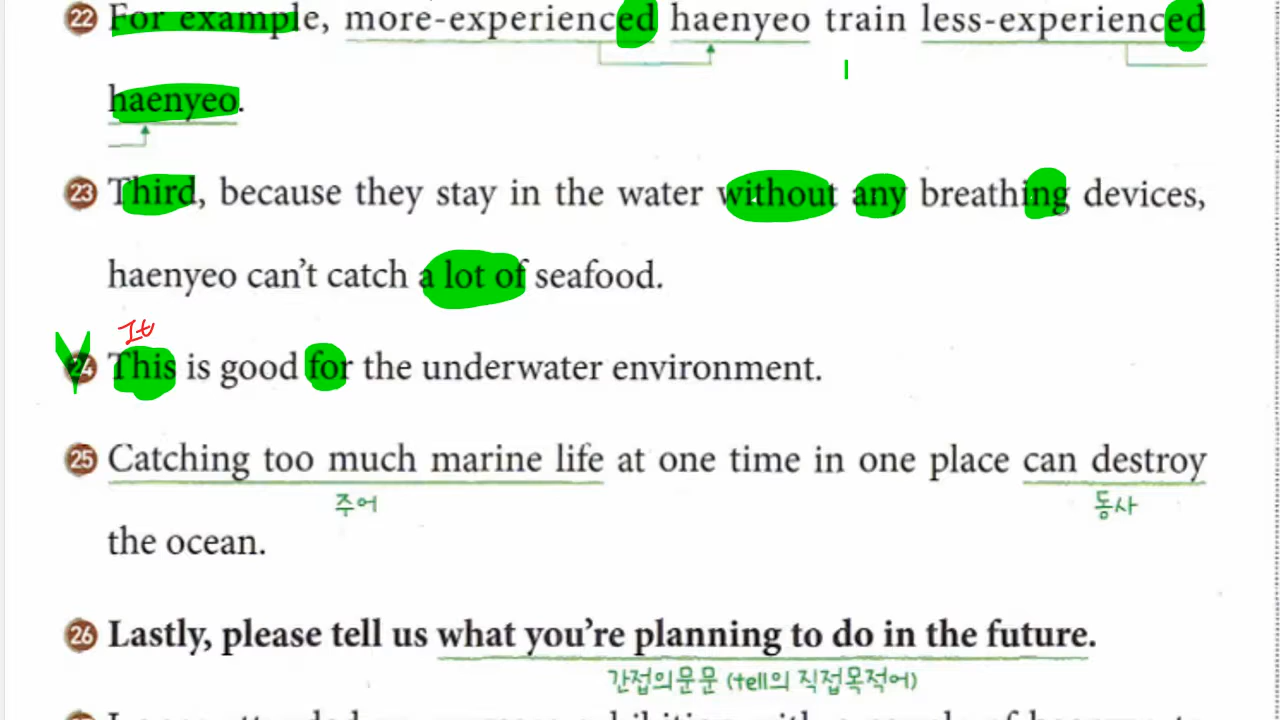 22 For example, more-experienced haenyeo train less-experienced
haenyeo.
23 Third, because they stay in the water without any breathing devices,
haenyeo can't catch a lot of seafood.
It
24 This is good for the underwater environment.
25 Catching too much marine life at one time in one place can destroy
주어 동사
the ocean.
26 Lastly, please tell us what you're planning to do in the future.
간접의문문 (tell의 직접목적어)